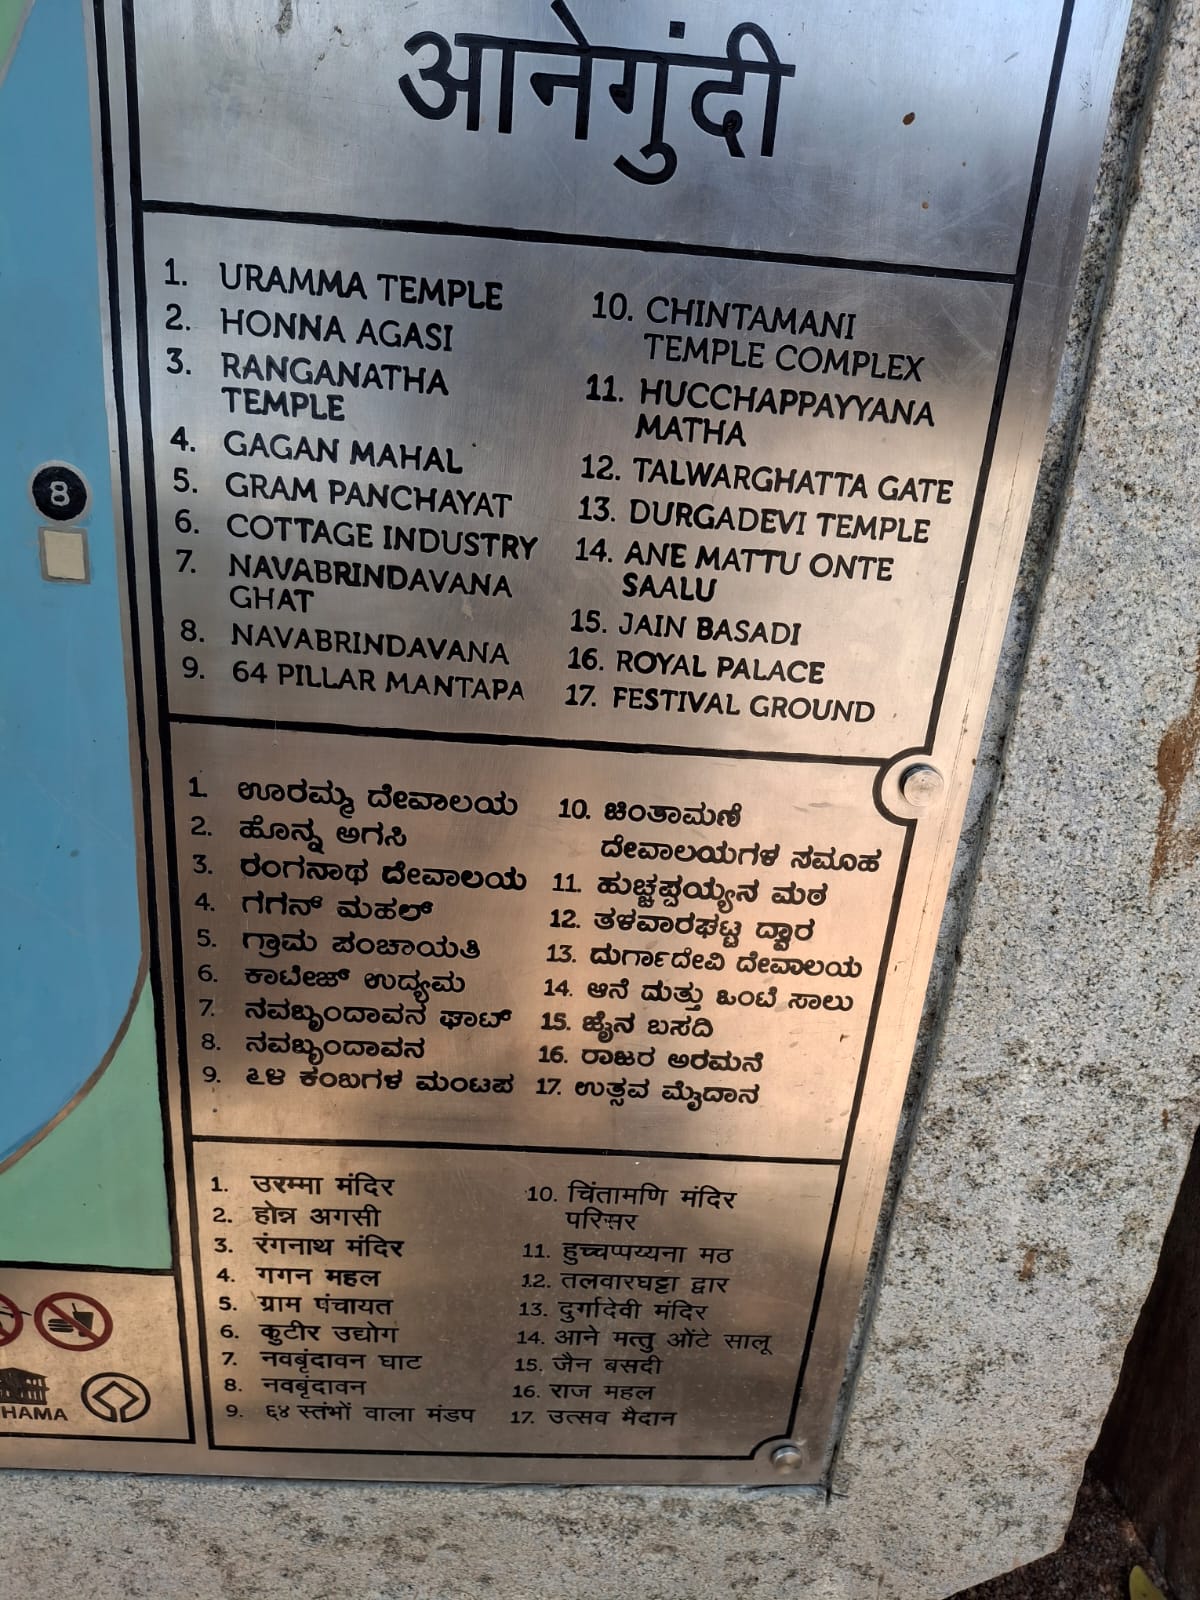 आनेगुंदी
1. URAMMA TEMPLE
2. HONNA AGASI
3. RANGANATHA
TEMPLE
4. GAGAN MAHAL
5. GRAM PANCHAYAT
6. COTTAGE INDUSTRY
7. NAVABRINDAVANA
GHAT
8. NAVABRINDAVANA
9. 64 PILLAR MANTAPA
10. CHINTAMANI
TEMPLE COMPLEX
11. HUCCHAPPAYYANA
MATHA
12. TALWARGHATTA GATE
13. DURGADEVI TEMPLE
14. ANE MATTU ONTE
SAALU
15. JAIN BASADI
16. ROYAL PALACE
17. FESTIVAL GROUND
8
1. ಊರಮ್ಮ ದೇವಾಲಯ
2. ಹೊನ್ನ ಅಗಸಿ
3. ರಂಗನಾಥ ದೇವಾಲಯ
4. ಗಗನ್ ಮಹಲ್
5. ಗ್ರಾಮ ಪಂಚಾಯತಿ
6. ಕಾಟೇಜ್ ಉದ್ಯಮ
7. ನವಬೃಂದಾವನ ಘಾಟ್
8. ನವಬೃಂದಾವನ
9. ೬೪ ಕಂಬಗಳ ಮಂಟಪ
10. ಚಿಂತಾಮಣಿ
ದೇವಾಲಯಗಳ ಸಮೂಹ
11. ಹುಚ್ಚಪ್ಪಯ್ಯನ ಮಠ
12. ತಳವಾರಘಟ್ಟ ದ್ವಾರ
13. ದುರ್ಗಾದೇವಿ ದೇವಾಲಯ
14. ಆನೆ ಮತ್ತು ಒಂಟೆ ಸಾಲು
15. ಜೈನ ಬಸದಿ
16. ರಾಜರ ಅರಮನೆ
17. ಉತ್ಸವ ಮೈದಾನ
1. उरम्मा मंदिर
2. होन्न अगसी
3. रंगनाथ मंदिर
4. गगन महल
5. ग्राम पंचायत
6. कुटीर उद्योग
7. नवबृंदावन घाट
8. नवबृंदावन
9. ६४ स्तंभों वाला मंडप
10. चिंतामणि मंदिर
परिसर
11. हुच्चप्पय्यना मठ
12. तलवारघट्टा द्वार
13. दुर्गादेवी मंदिर
14. आने मत्तु ओंटे सालू
15. जैन बसदी
16. राज महल
17. उत्सव मैदान
HAMA